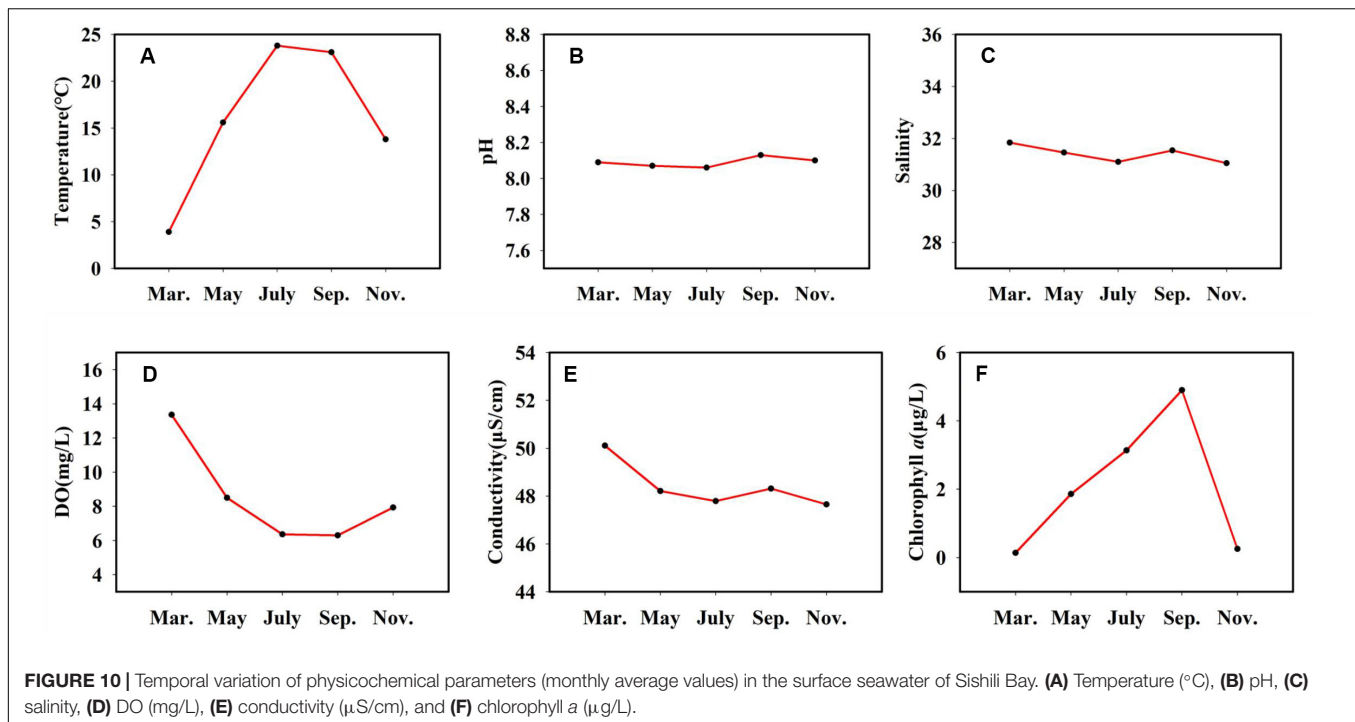 A
Temperature(°C)
25
20
15
10
5
0
Mar. May July Sep. Nov.
B
pH
8.8
8.6
8.4
8.2
8.0
7.8
7.6
Mar. May July Sep. Nov.
C
Salinity
36
34
32
30
28
Mar. May July Sep. Nov.
D
DO(mg/L)
16
14
12
10
8
6
4
Mar. May July Sep. Nov.
E
Conductivity(μS/cm)
54
52
50
48
46
44
Mar. May July Sep. Nov.
F
Chlorophyll a(μg/L)
6
4
2
0
Mar. May July Sep. Nov.
FIGURE 10 | Temporal variation of physicochemical parameters (monthly average values) in the surface seawater of Sishili Bay. (A) Temperature (°C), (B) pH, (C)
salinity, (D) DO (mg/L), (E) conductivity (μS/cm), and (F) chlorophyll a (μg/L).